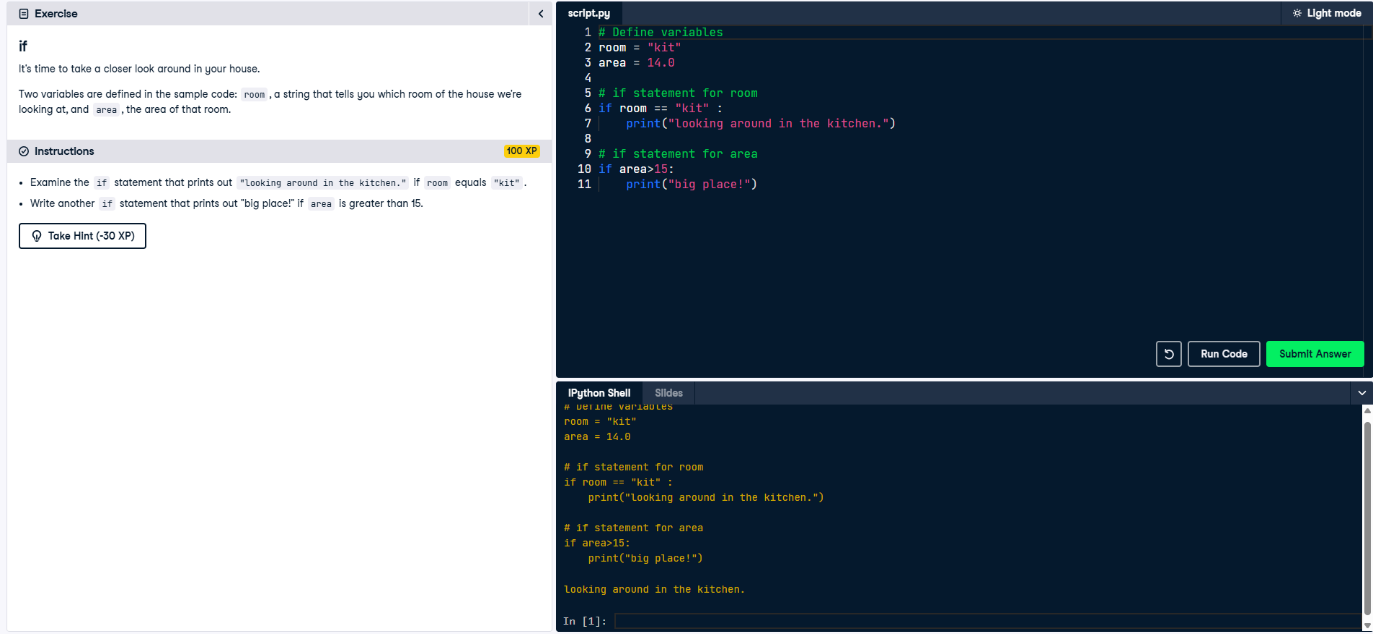 Exercise
if
It's time to take a closer look around in your house.
Two variables are defined in the sample code: room , a string that tells you which room of the house we're
looking at, and area , the area of that room.
Instructions
100 XP
• Examine the if statement that prints out "looking around in the kitchen." if room equals "kit" .
• Write another if statement that prints out "big place!" if area is greater than 15.
Take Hint (-30 XP)
script.py
Light mode
1 # Define variables
2 room = "kit"
3 area = 14.0
4
5 # if statement for room
6 if room == "kit" :
7     print("looking around in the kitchen.")
8
9 # if statement for area
10 if area>15:
11     print("big place!")
Run Code
Submit Answer
IPython Shell
Slides
# Define variables
room = "kit"
area = 14.0
# if statement for room
if room == "kit" :
    print("looking around in the kitchen.")
# if statement for area
if area>15:
    print("big place!")
looking around in the kitchen.
In [1]: